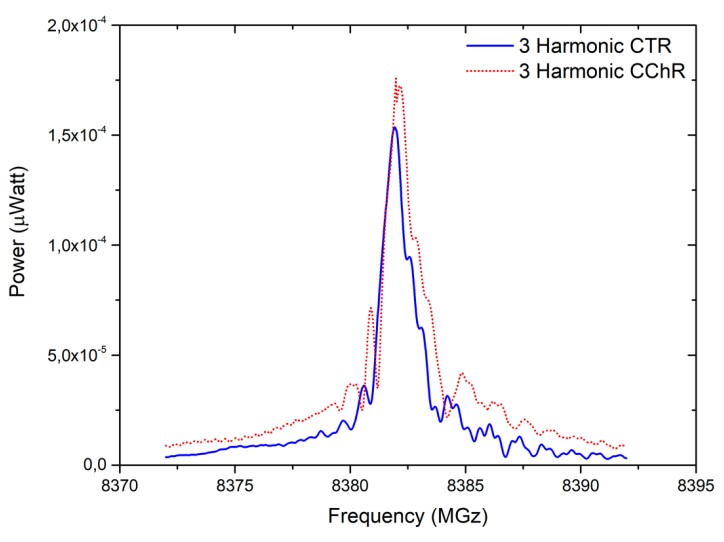 2,0x10⁻⁴
3 Harmonic CTR
3 Harmonic CChR
1,5x10⁻⁴
Power (μWatt)
1,0x10⁻⁴
5,0x10⁻⁵
0,0
8370 8375 8380 8385 8390 8395
Frequency (MGz)